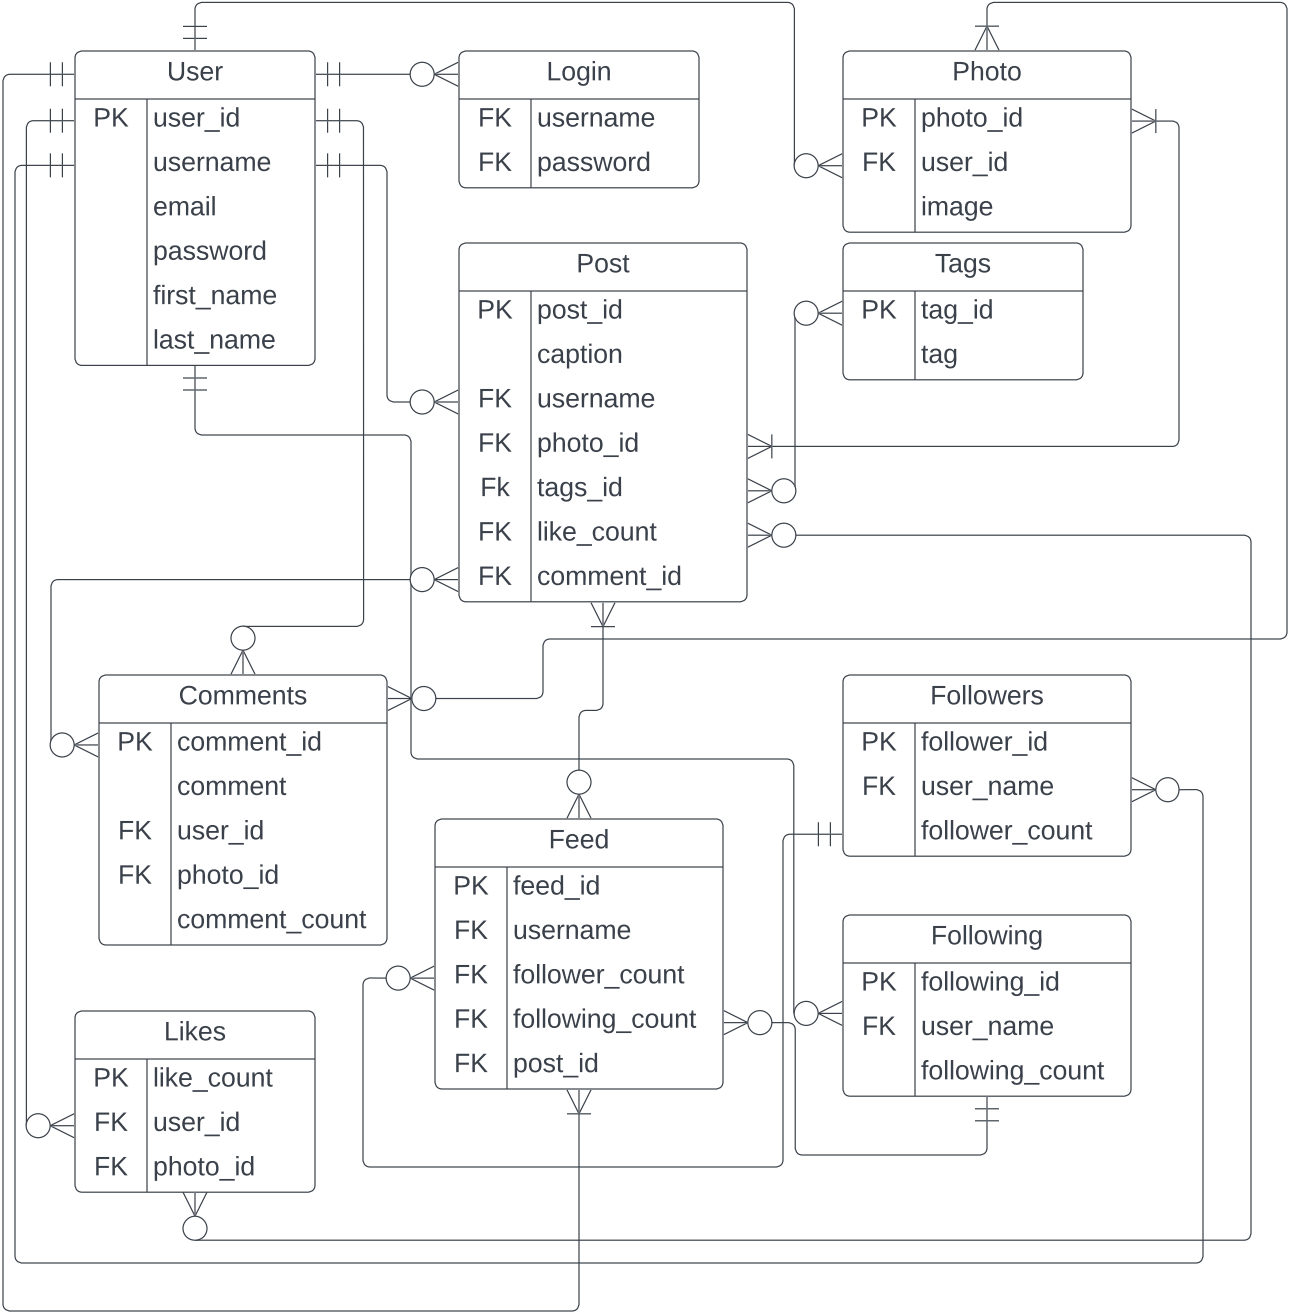 User
PK user_id
username
email
password
first_name
last_name
Login
FK username
FK password
Photo
PK photo_id
FK user_id
image
Post
PK post_id
caption
FK username
FK photo_id
Fk tags_id
FK like_count
FK comment_id
Tags
PK tag_id
tag
Comments
PK comment_id
comment
FK user_id
FK photo_id
comment_count
Followers
PK follower_id
FK user_name
follower_count
Feed
PK feed_id
FK username
FK follower_count
FK following_count
FK post_id
Following
PK following_id
FK user_name
following_count
Likes
PK like_count
FK user_id
FK photo_id